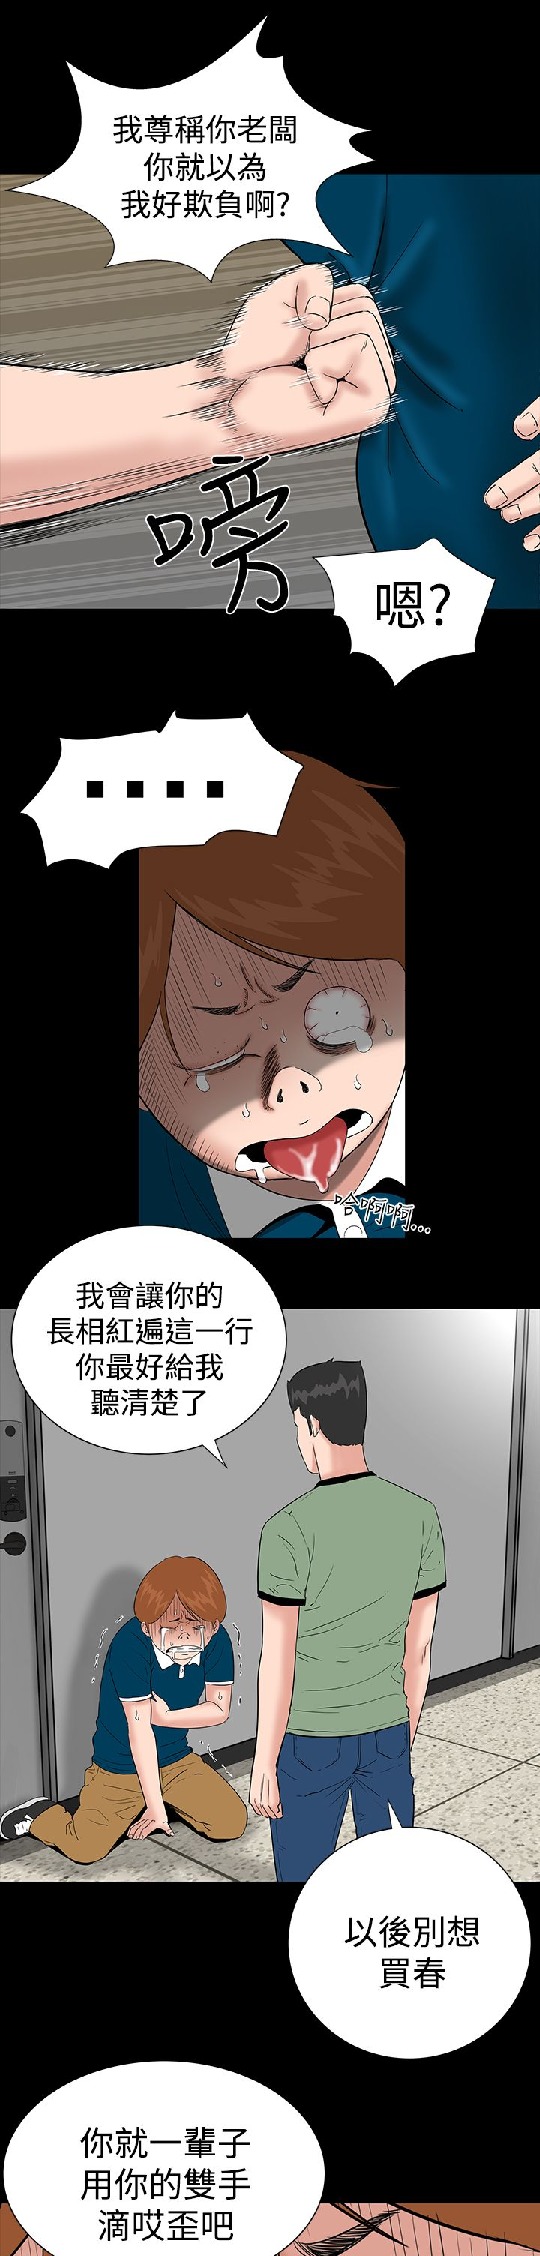 我尊稱你老闆
你就以為
我好欺負啊?
嗙
嗯?
....
哈啊啊...
我會讓你的
長相紅遍這一行
你最好給我
聽清楚了
以後別想
買春
你就一輩子
用你的雙手
滴哎歪吧